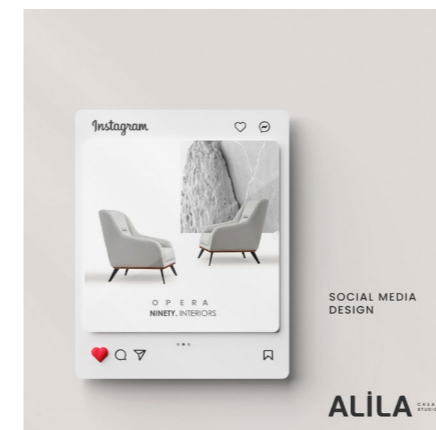 Instagram
O P E R A
NINETY. INTERIORS
SOCIAL MEDIA
DESIGN
ALİLA